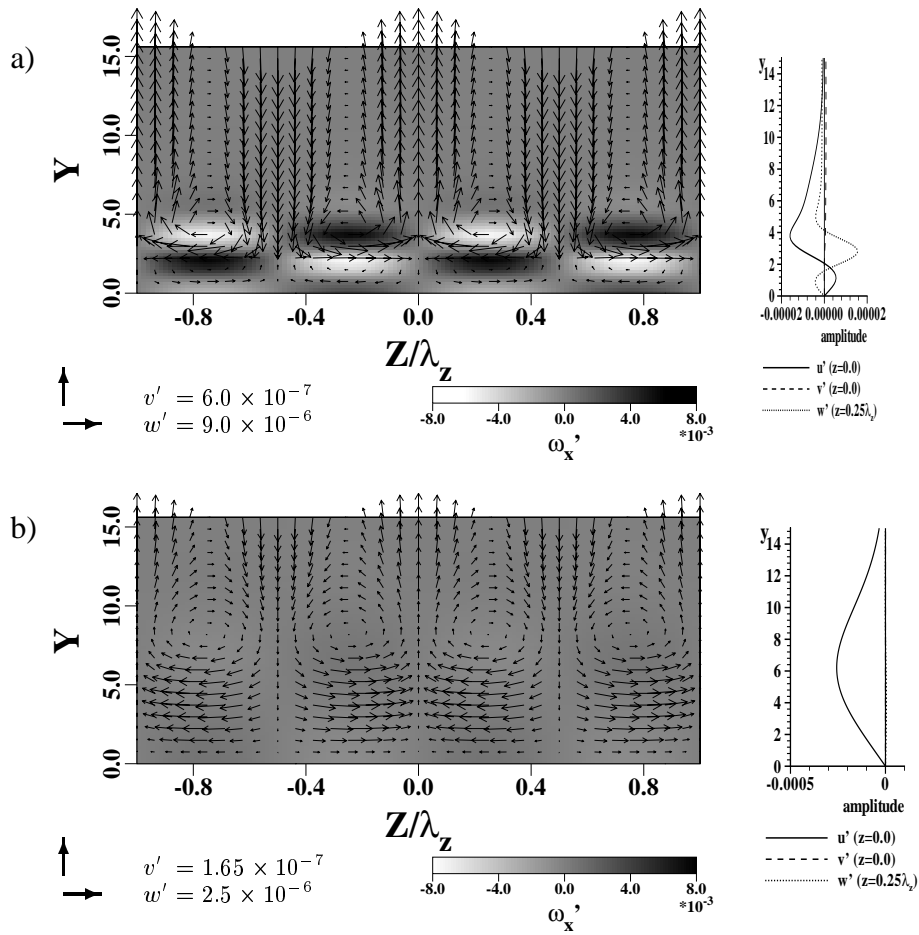 a)
Y
15.0
10.0
5.0
0.0
-0.8
-0.4
0.0
0.4
0.8
Z/λz
v′ = 6.0 × 10⁻⁷
w′ = 9.0 × 10⁻⁶
-8.0 -4.0 0.0 4.0 8.0
*10⁻³
ωx'
y
14
12
10
8
6
4
2
0
-0.00002 0.00000 0.00002
amplitude
u' (z=0.0)
v' (z=0.0)
w' (z=0.25λz)
b)
Y
15.0
10.0
5.0
0.0
-0.8
-0.4
0.0
0.4
0.8
Z/λz
v′ = 1.65 × 10⁻⁷
w′ = 2.5 × 10⁻⁶
-8.0 -4.0 0.0 4.0 8.0
*10⁻³
ωx'
y
14
12
10
8
6
4
2
0
-0.0005 0
amplitude
u' (z=0.0)
v' (z=0.0)
w' (z=0.25λz)